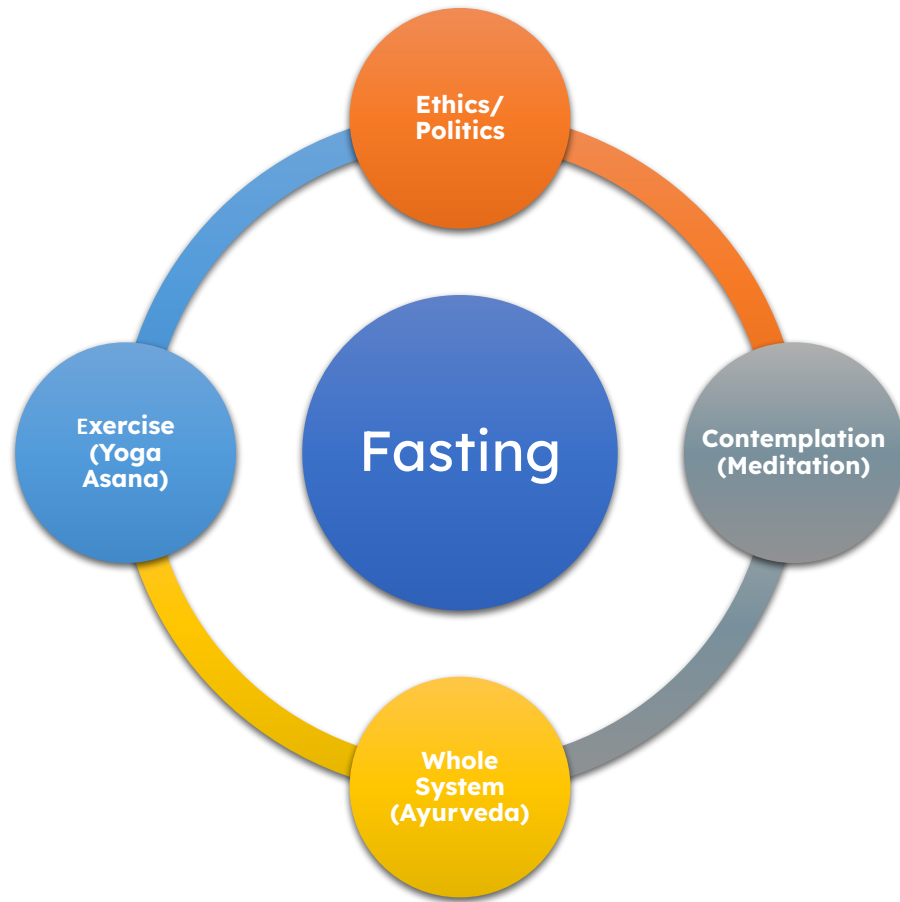 Ethics/
Politics
Exercise
(Yoga
Asana)
Fasting
Contemplation
(Meditation)
Whole
System
(Ayurveda)